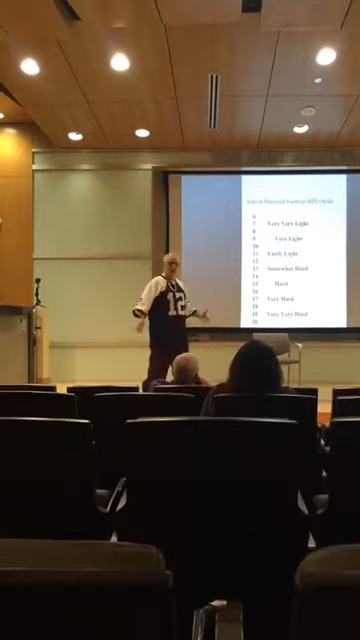 Rate of Perceived Exertion (RPE) Scale
6
7 Very Very Light
8
9 Very Light
10
11 Fairly Light
12
13 Somewhat Hard
14
15 Hard
16
17 Very Hard
18
19 Very Very Hard
20
12